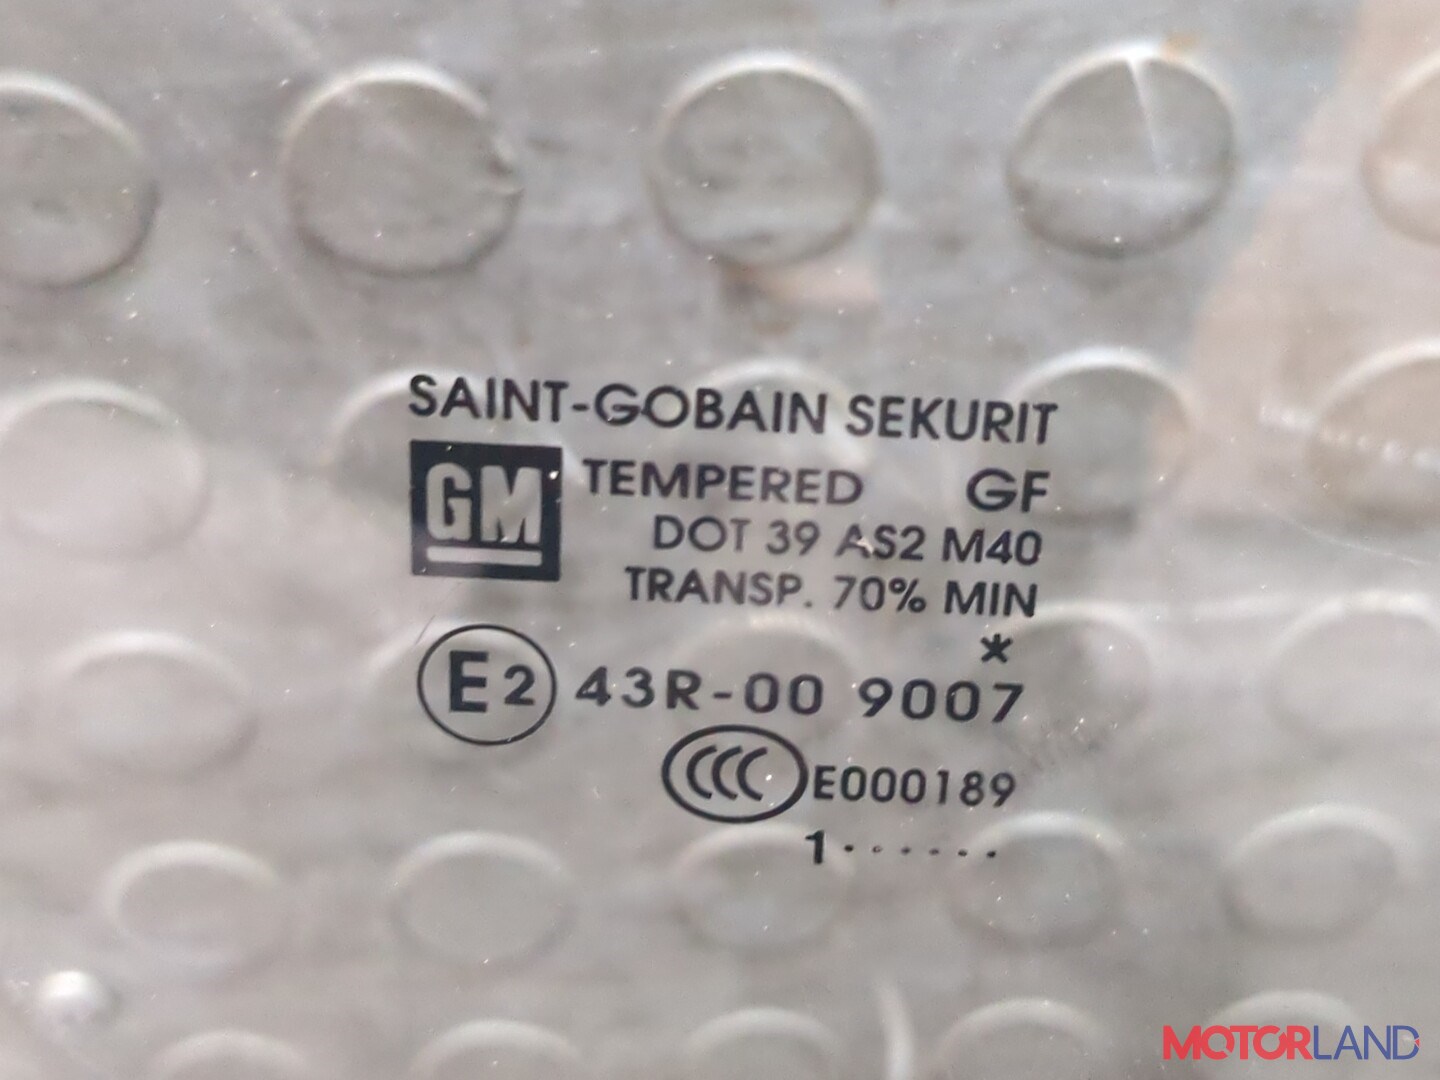 SAINT-GOBAIN SEKURIT
GM TEMPERED GF
DOT 39 AS2 M40
TRANSP. 70% MIN
*
E2 43R-00 9007
CCC E000189
1......
MOTORLAND